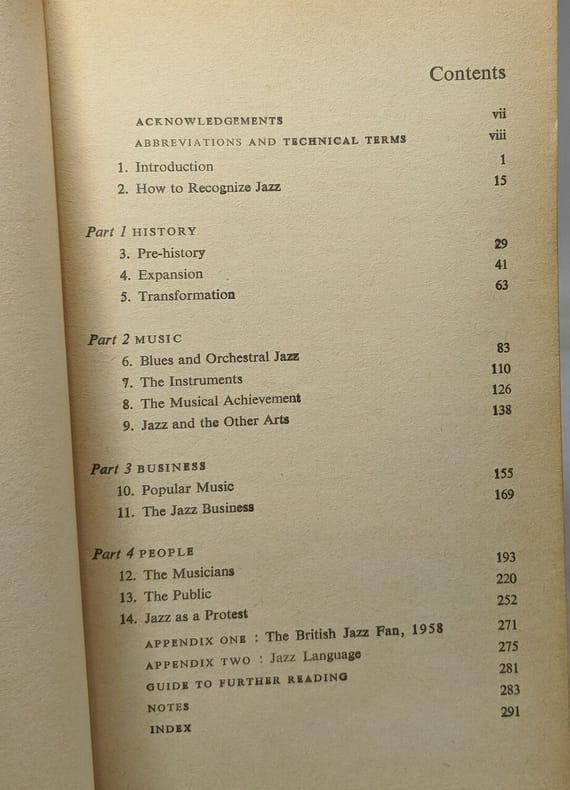 Contents
ACKNOWLEDGEMENTS vii
ABBREVIATIONS AND TECHNICAL TERMS viii
1. Introduction 1
2. How to Recognize Jazz 15
Part 1 HISTORY
3. Pre-history 29
4. Expansion 41
5. Transformation 63
Part 2 MUSIC
6. Blues and Orchestral Jazz 83
7. The Instruments 110
8. The Musical Achievement 126
9. Jazz and the Other Arts 138
Part 3 BUSINESS
10. Popular Music 155
11. The Jazz Business 169
Part 4 PEOPLE
12. The Musicians 193
13. The Public 220
14. Jazz as a Protest 252
APPENDIX ONE : The British Jazz Fan, 1958 271
APPENDIX TWO : Jazz Language 275
GUIDE TO FURTHER READING 281
NOTES 283
INDEX 291